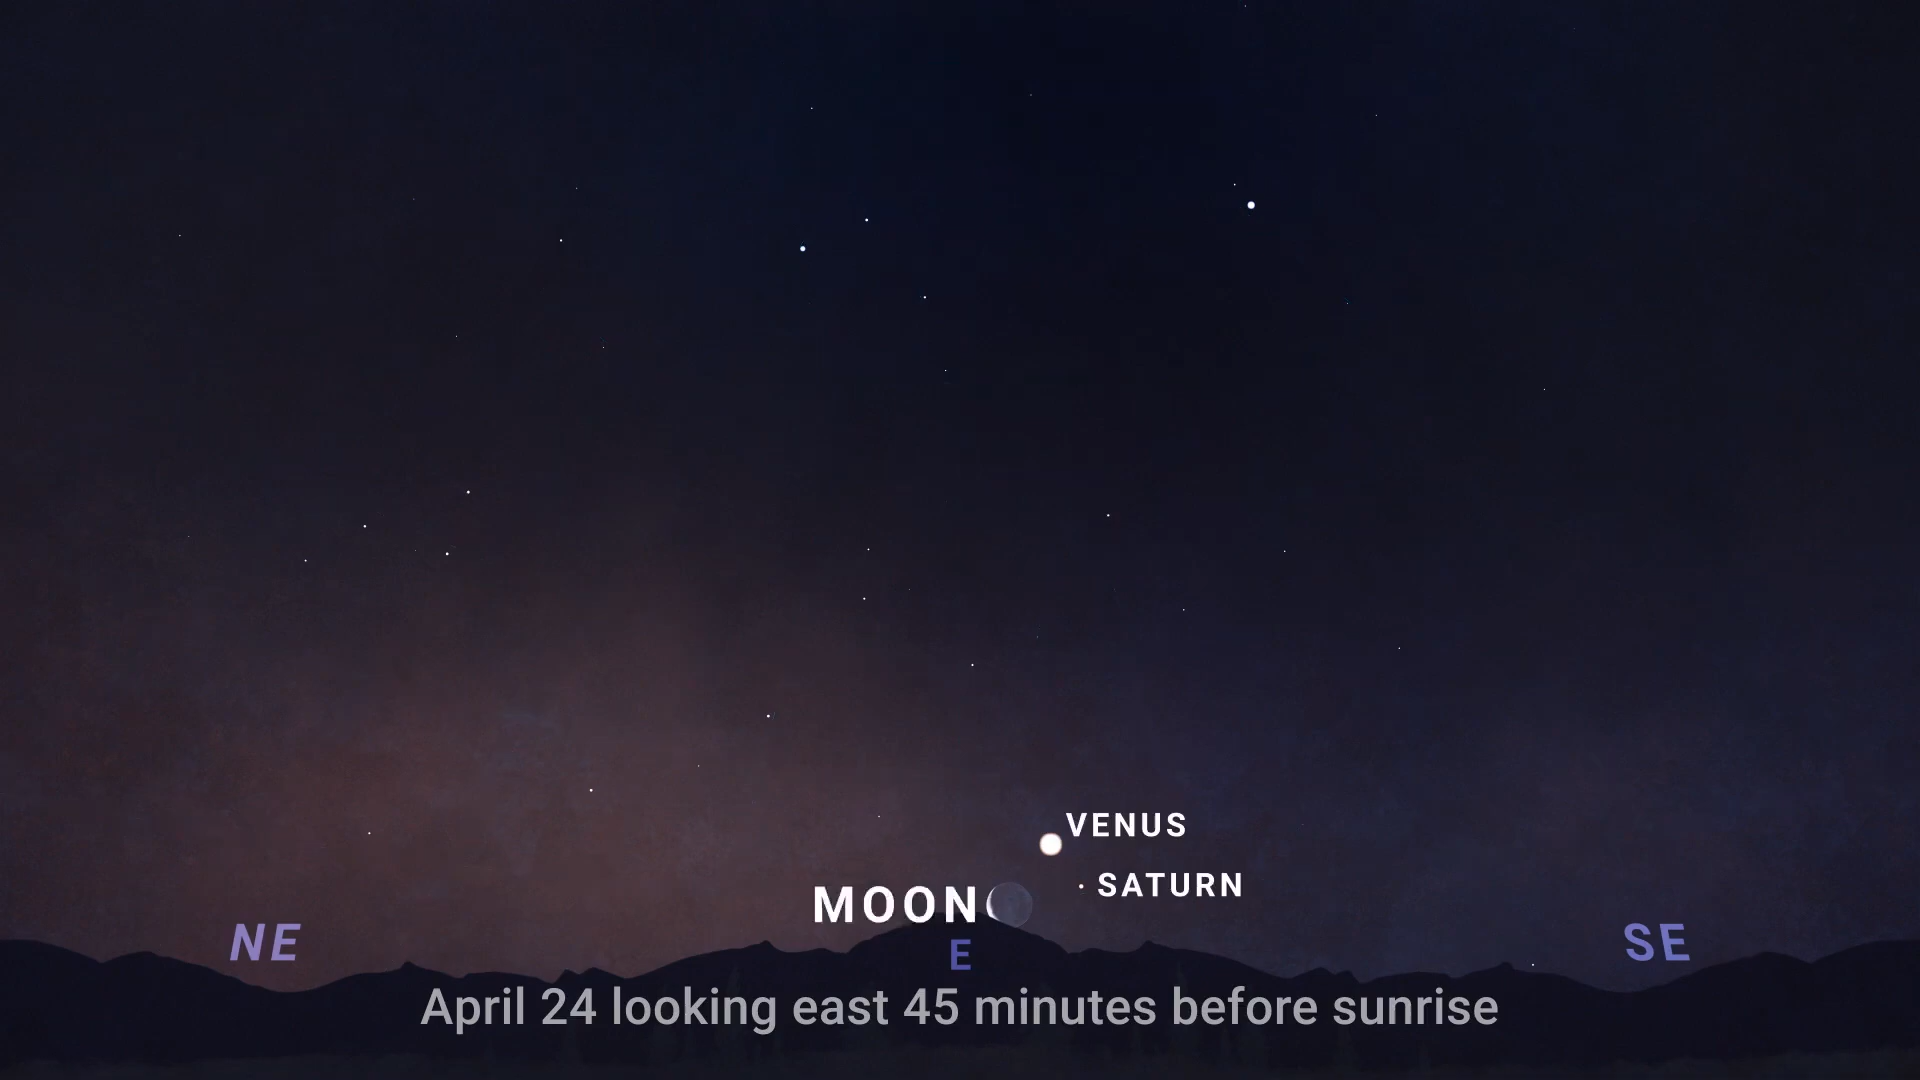 VENUS
SATURN
MOON
NE
E
SE
April 24 looking east 45 minutes before sunrise